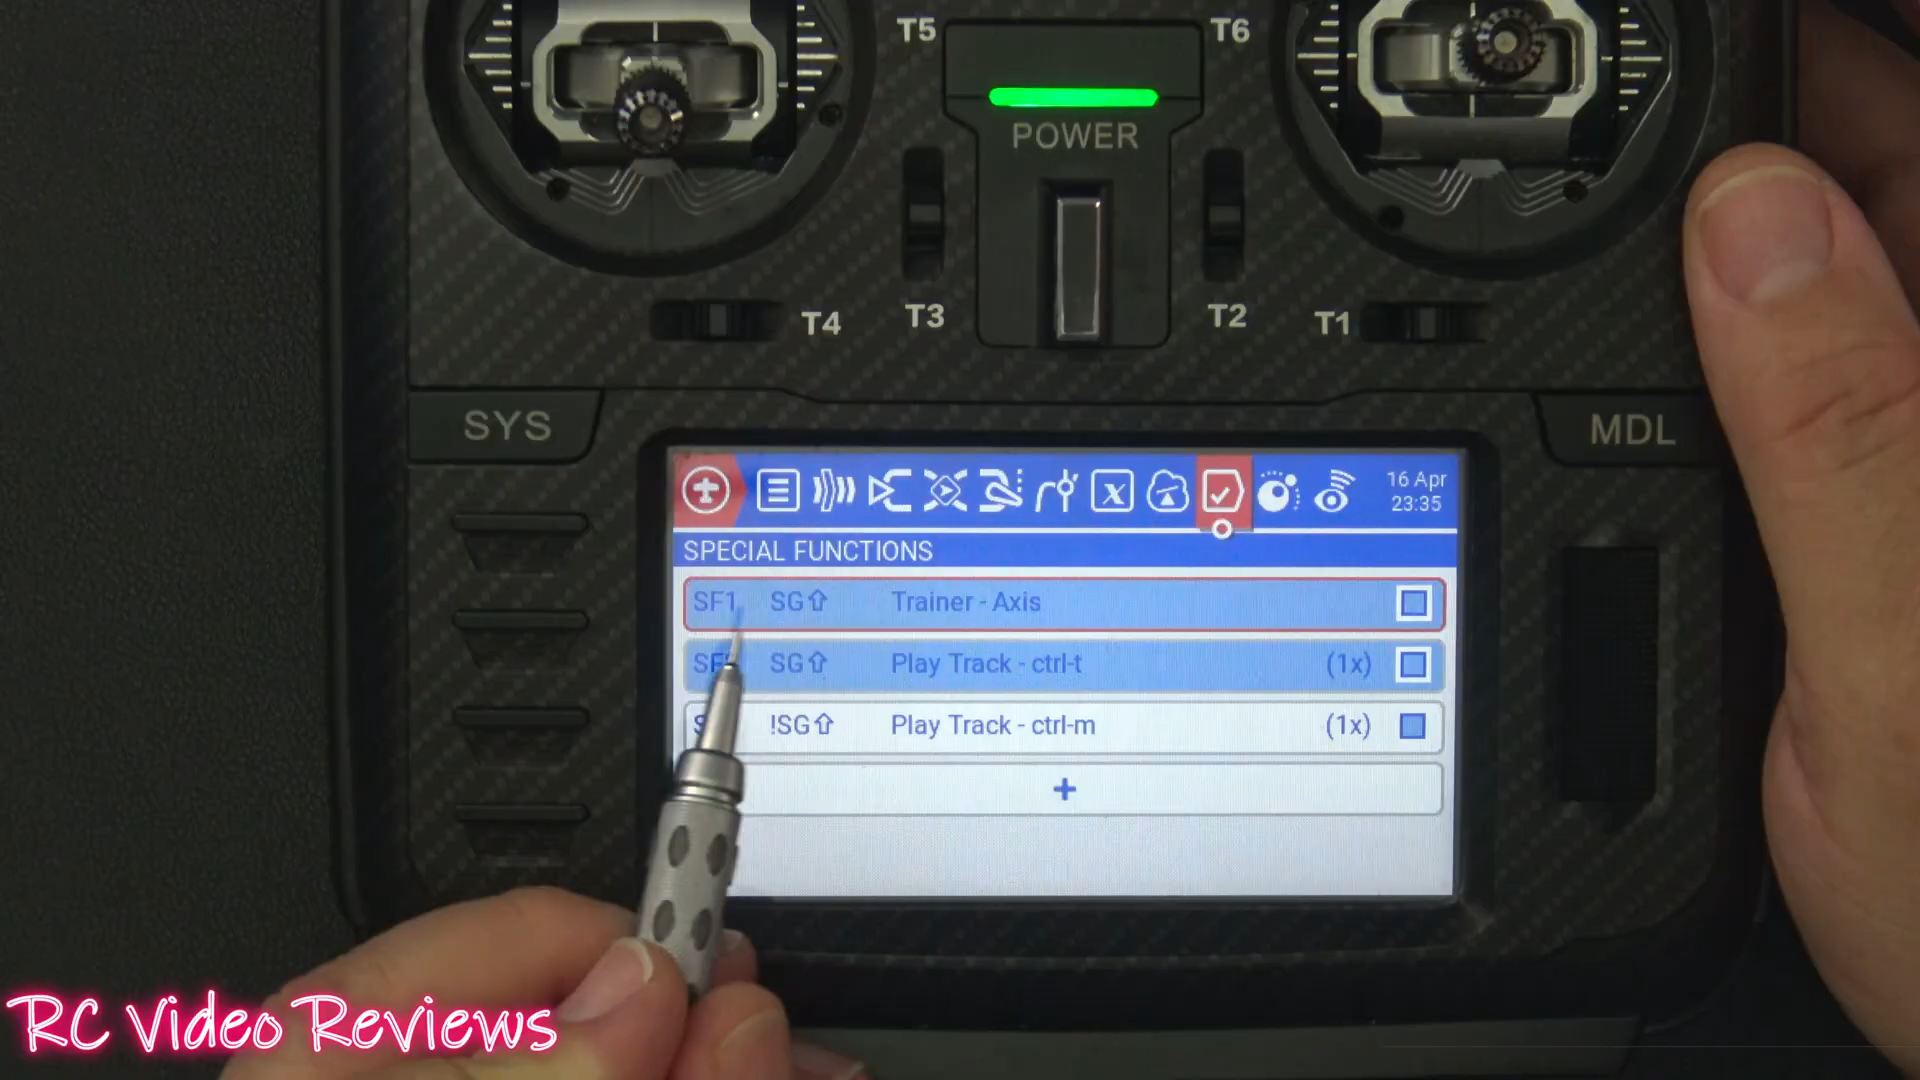 T5
T6
POWER
T4
T3
T2
T1
SYS
MDL
16 Apr
23:35
SPECIAL FUNCTIONS
SF1 SG⇧ Trainer - Axis
SG⇧ Play Track - ctrl-t (1x)
!SG⇧ Play Track - ctrl-m (1x)
+
RC Video Reviews